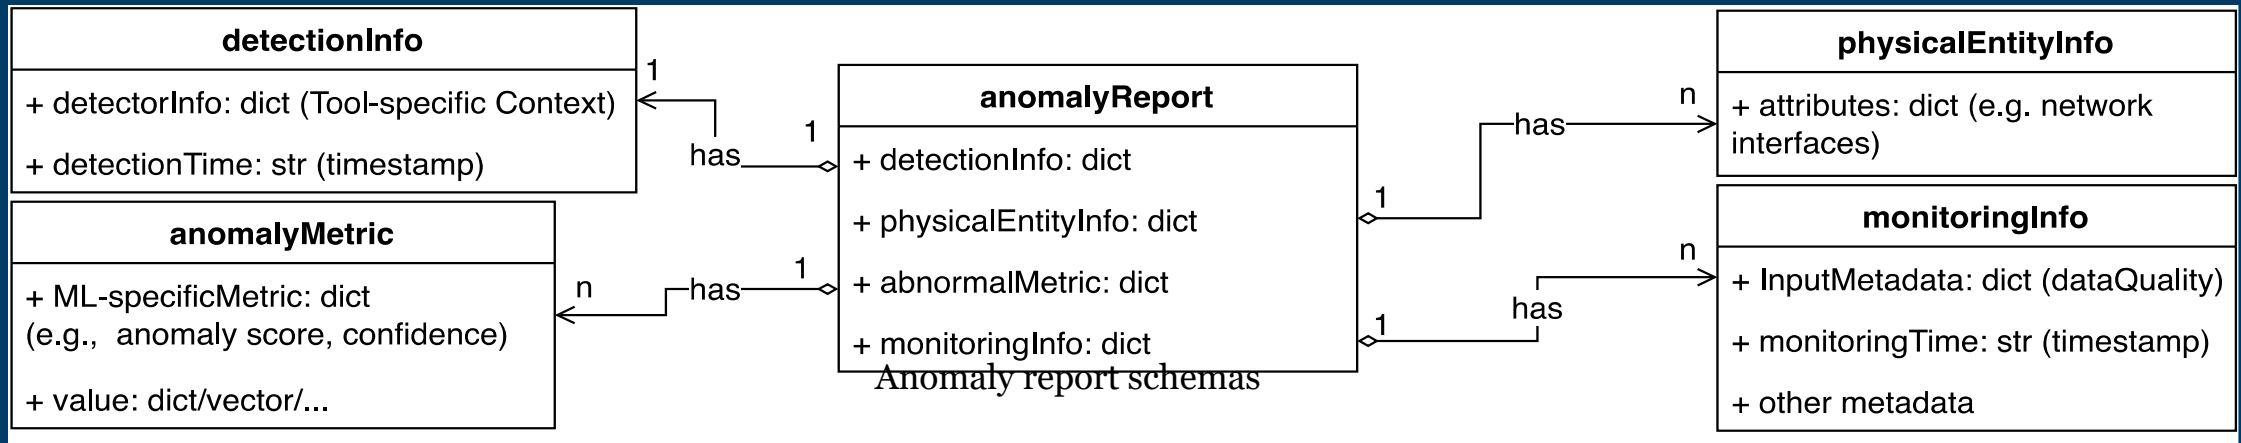 detectionInfo
+ detectorInfo: dict (Tool-specific Context)
+ detectionTime: str (timestamp)
anomalyMetric
+ ML-specificMetric: dict
(e.g., anomaly score, confidence)
+ value: dict/vector/...
1
has
1
n
has
1
anomalyReport
+ detectionInfo: dict
+ physicalEntityInfo: dict
+ abnormalMetric: dict
+ monitoringInfo: dict
Anomaly report schemas
1
has
n
1
has
n
physicalEntityInfo
+ attributes: dict (e.g. network
interfaces)
monitoringInfo
+ InputMetadata: dict (dataQuality)
+ monitoringTime: str (timestamp)
+ other metadata